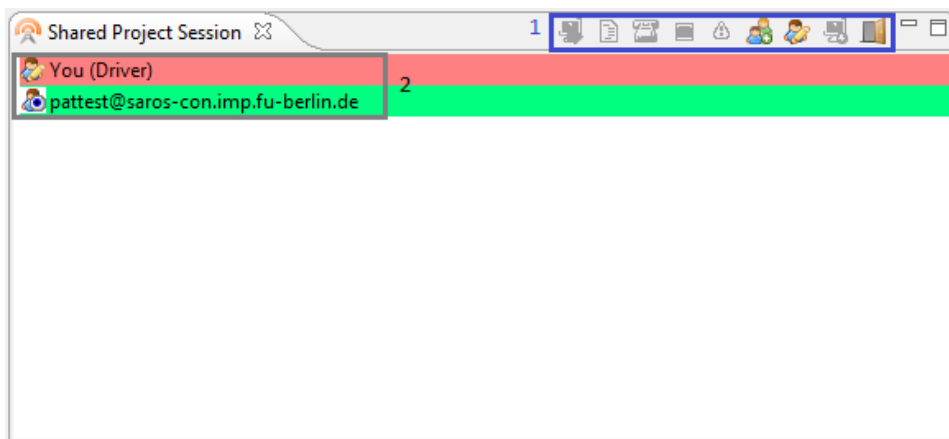 Shared Project Session
1
You (Driver)
2
pattest@saros-con.imp.fu-berlin.de